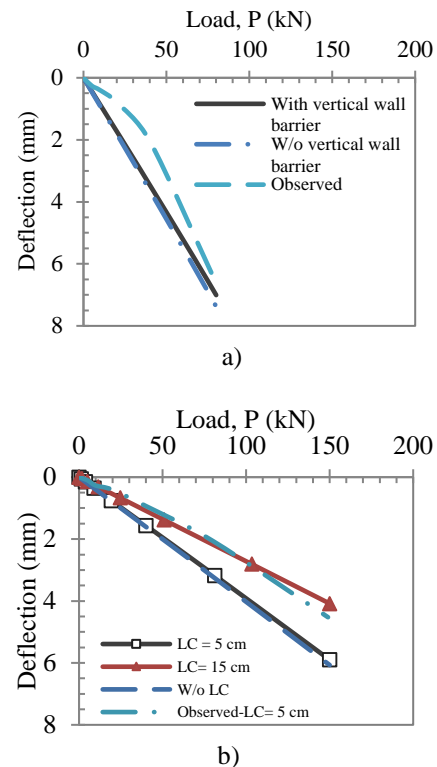 Load, P (kN)
0 50 100 150 200
0
2
4
6
8
Deflection (mm)
With vertical wall
barrier
W/o vertical wall
barrier
Observed
a)
Load, P (kN)
0 50 100 150 200
0
2
4
6
8
Deflection (mm)
LC = 5 cm
LC= 15 cm
W/o LC
Observed-LC= 5 cm
b)